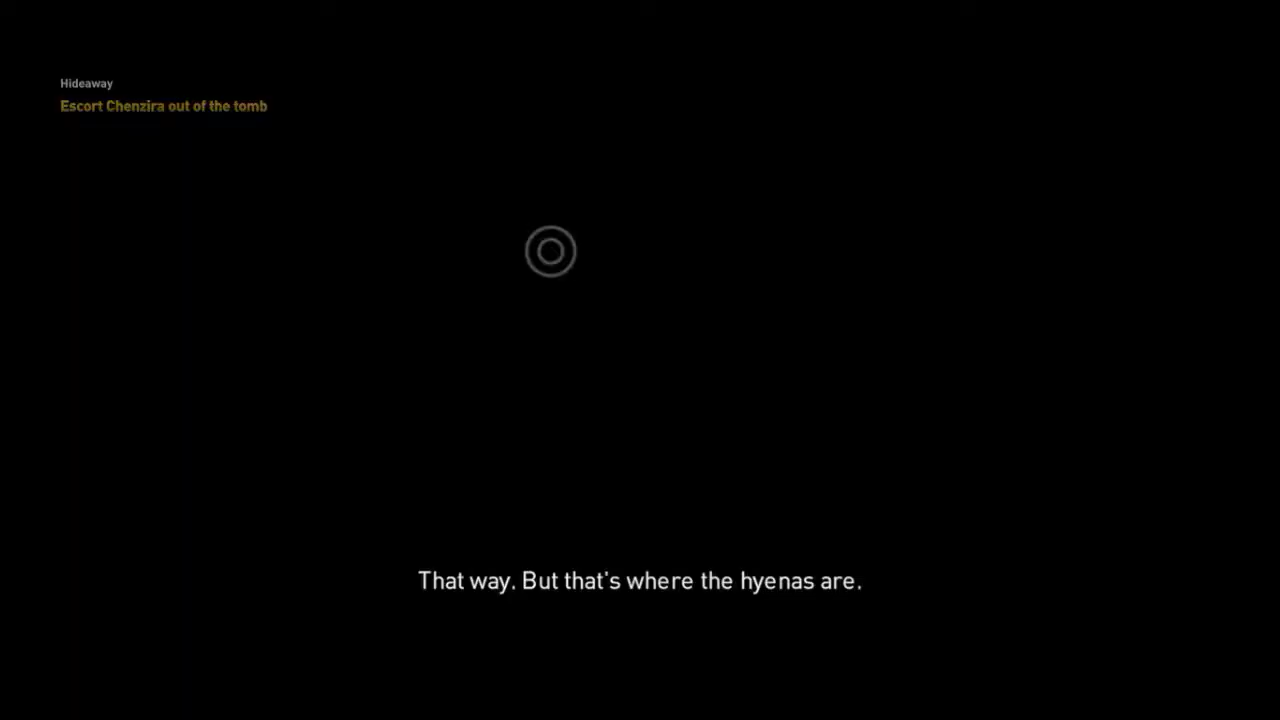 Hideaway
Escort Chenzira out of the tomb
That way. But that's where the hyenas are.